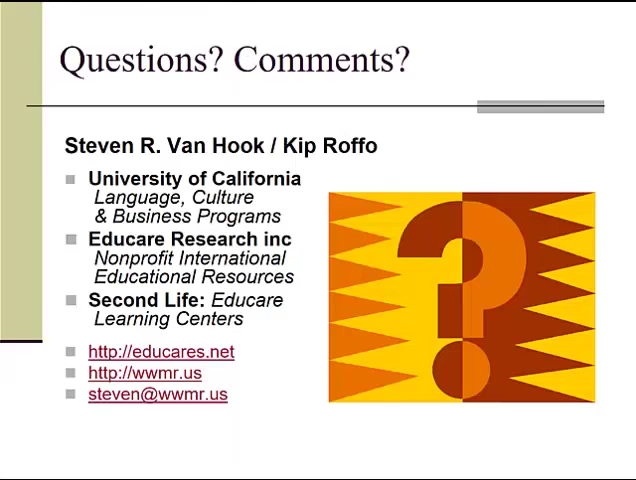 Questions? Comments?
Steven R. Van Hook / Kip Roffo
University of California
Language, Culture
& Business Programs
Educare Research inc
Nonprofit International
Educational Resources
Second Life: Educare
Learning Centers
http://educares.net
http://wwmr.us
steven@wwmr.us
?